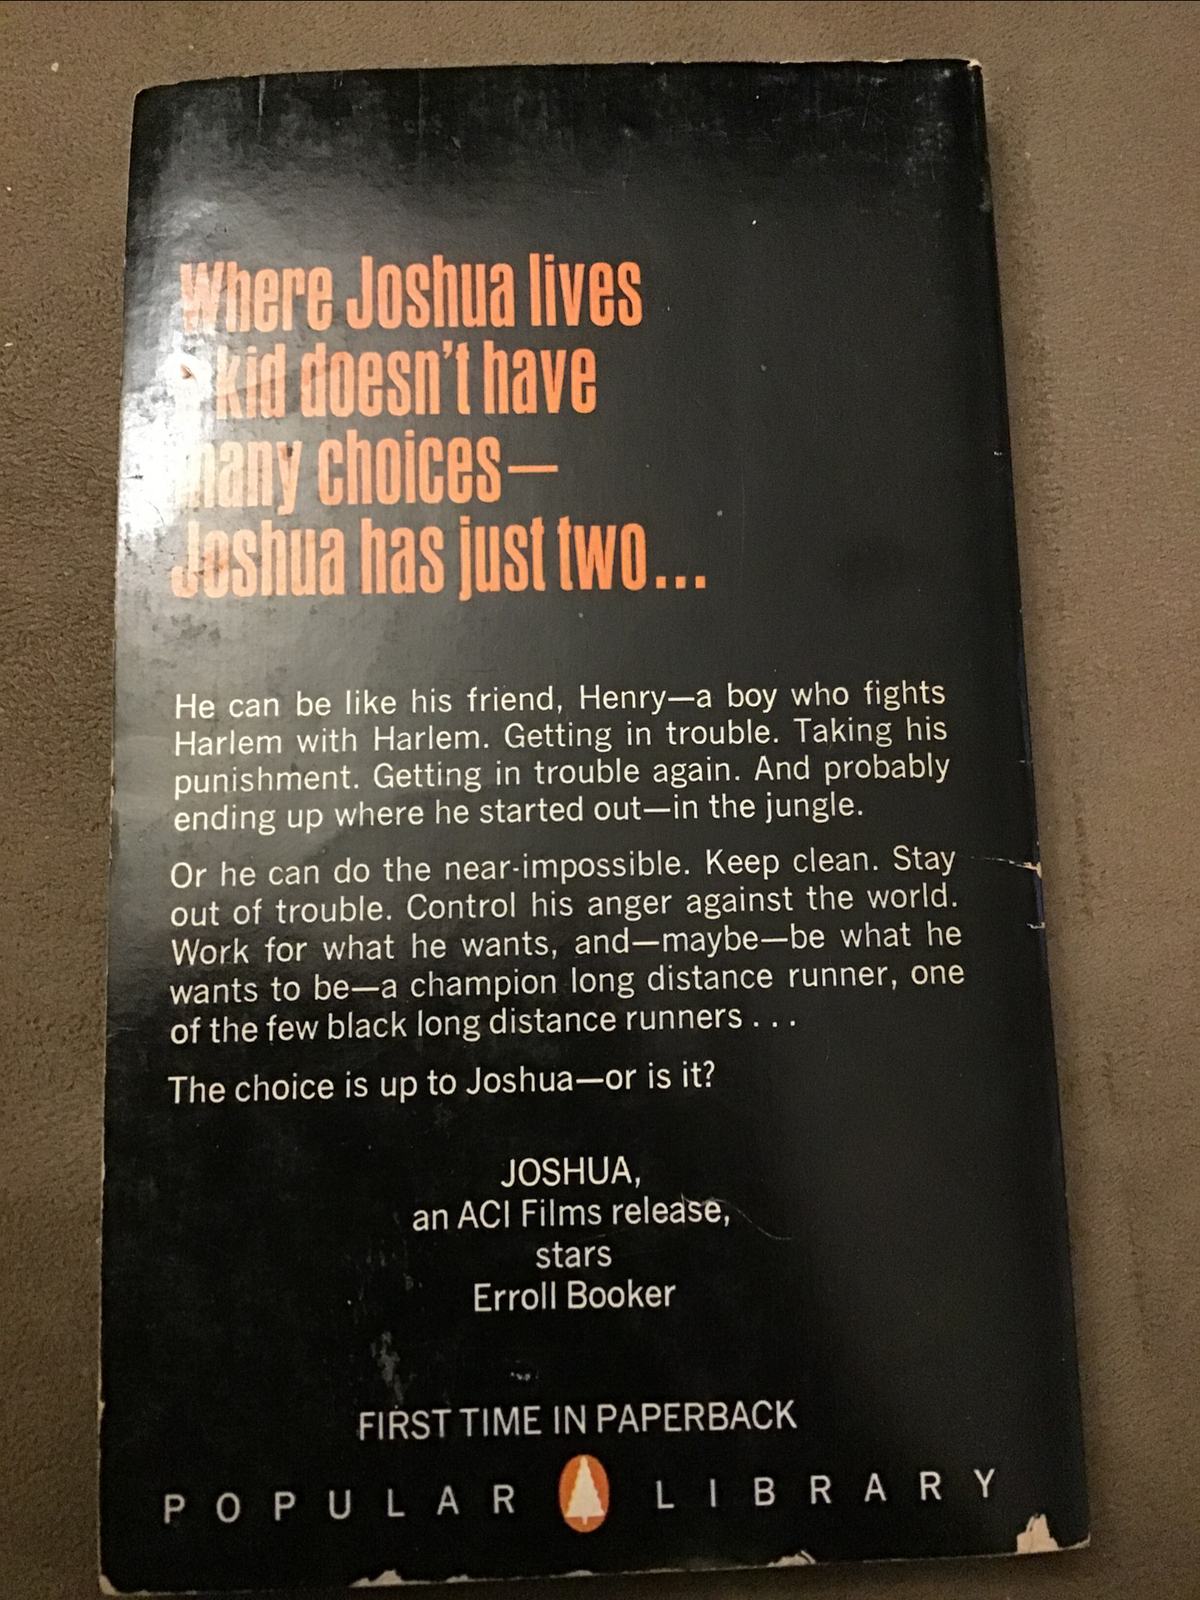 Where Joshua lives
a kid doesn't have
many choices—
Joshua has just two...
He can be like his friend, Henry—a boy who fights
Harlem with Harlem. Getting in trouble. Taking his
punishment. Getting in trouble again. And probably
ending up where he started out—in the jungle.
Or he can do the near-impossible. Keep clean. Stay
out of trouble. Control his anger against the world.
Work for what he wants, and—maybe—be what he
wants to be—a champion long distance runner, one
of the few black long distance runners . . .
The choice is up to Joshua—or is it?
JOSHUA,
an ACI Films release,
stars
Erroll Booker
FIRST TIME IN PAPERBACK
POPULAR LIBRARY